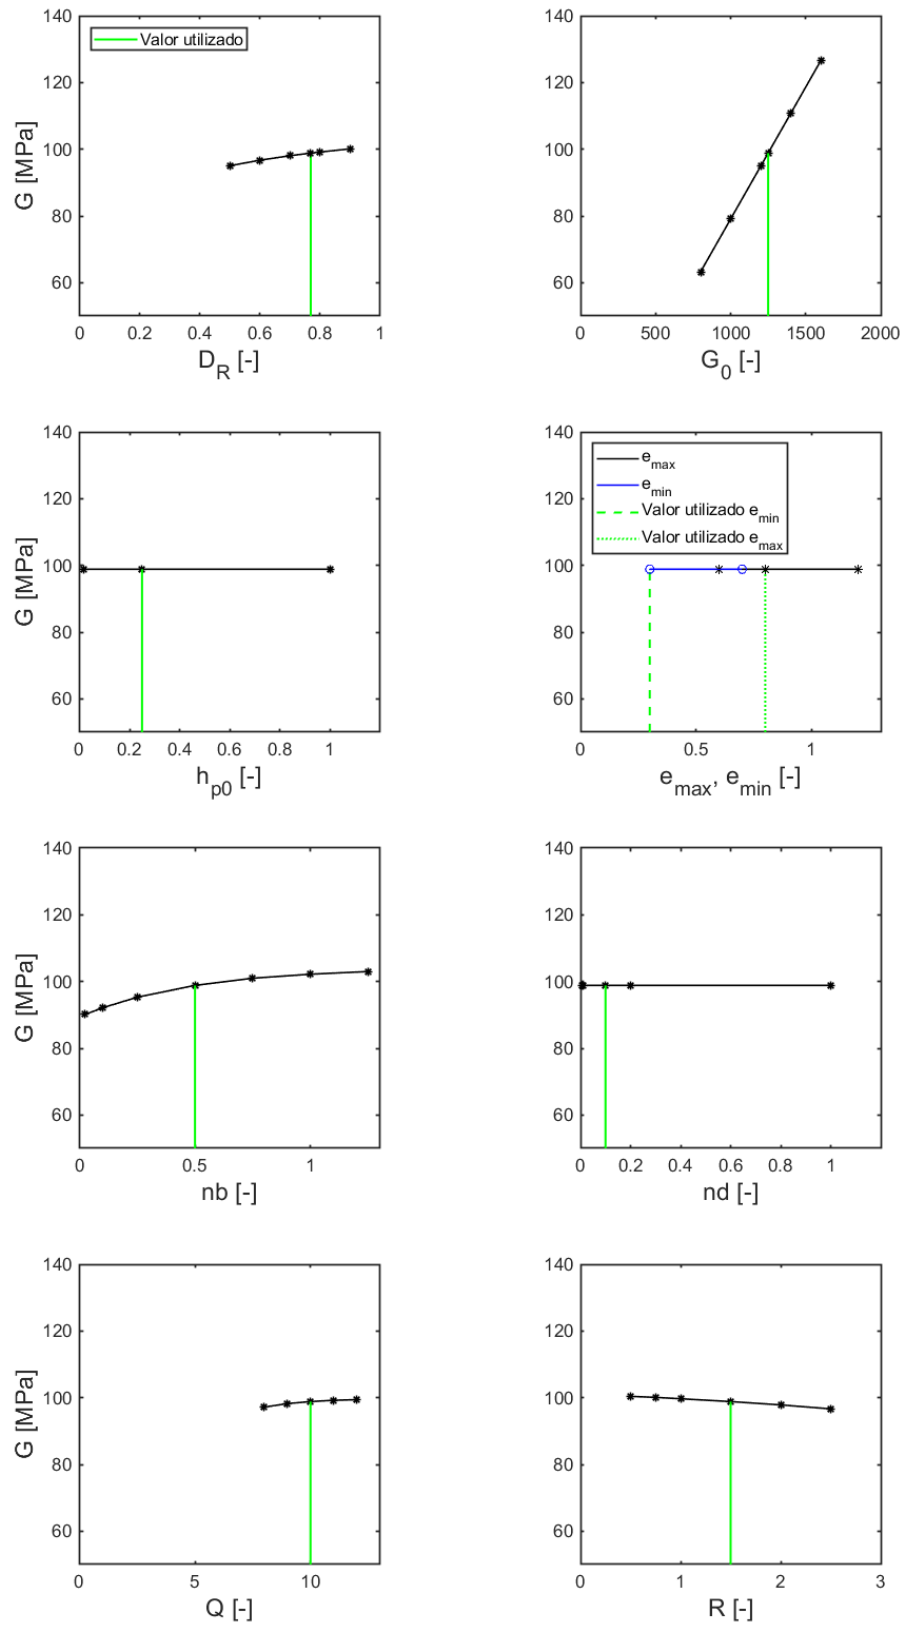 140
120
100
80
60
G [MPa]
Valor utilizado
0 0.2 0.4 0.6 0.8 1
D_R [-]
140
120
100
80
60
0 500 1000 1500 2000
G_0 [-]
140
120
100
80
60
G [MPa]
0 0.2 0.4 0.6 0.8 1
h_p0 [-]
140
120
100
80
60
e_max
e_min
Valor utilizado e_min
Valor utilizado e_max
0 0.5 1
e_max, e_min [-]
140
120
100
80
60
G [MPa]
0 0.5 1
nb [-]
140
120
100
80
60
0 0.2 0.4 0.6 0.8 1
nd [-]
140
120
100
80
60
G [MPa]
0 5 10
Q [-]
140
120
100
80
60
0 1 2 3
R [-]